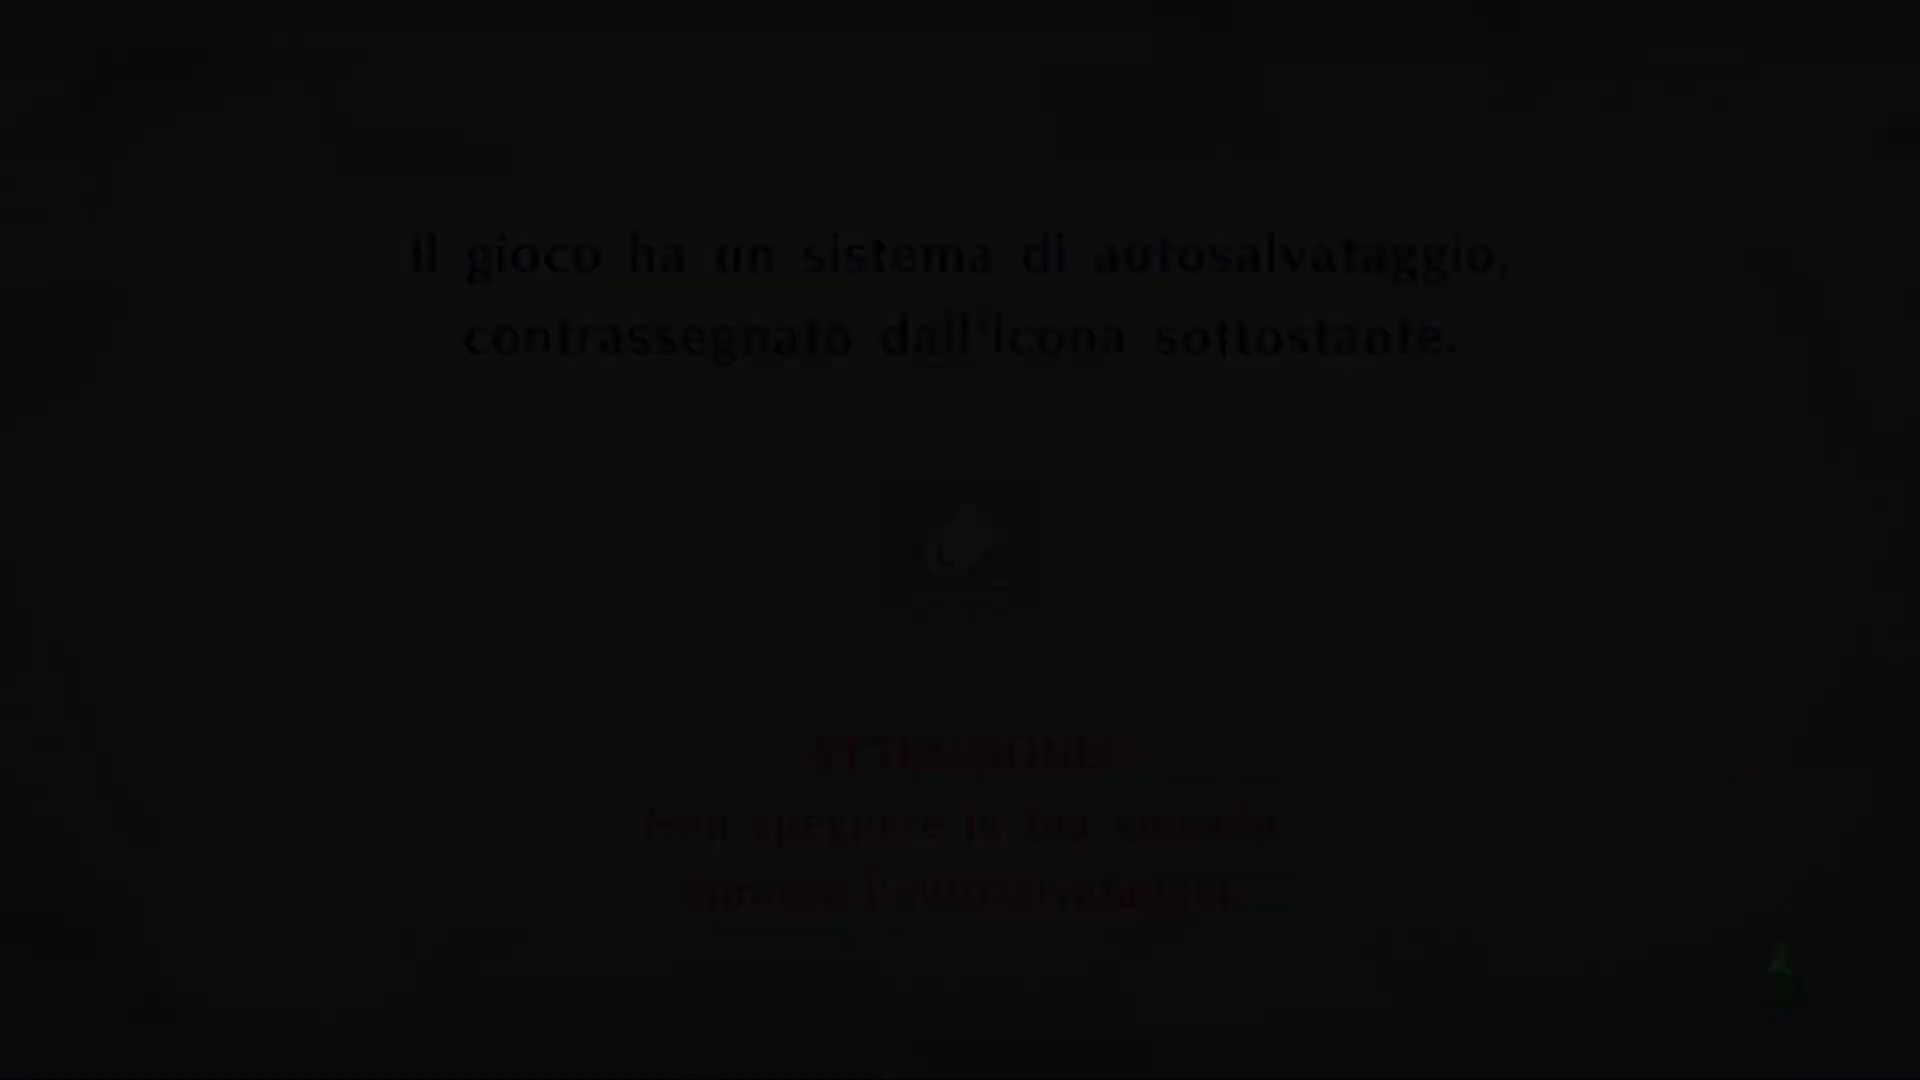 Il gioco ha un sistema di autosalvataggio,
contrassegnato dall'icona sottostante.
ATTENZIONE!
Non spegnere la tua console
durante l'autosalvataggio.